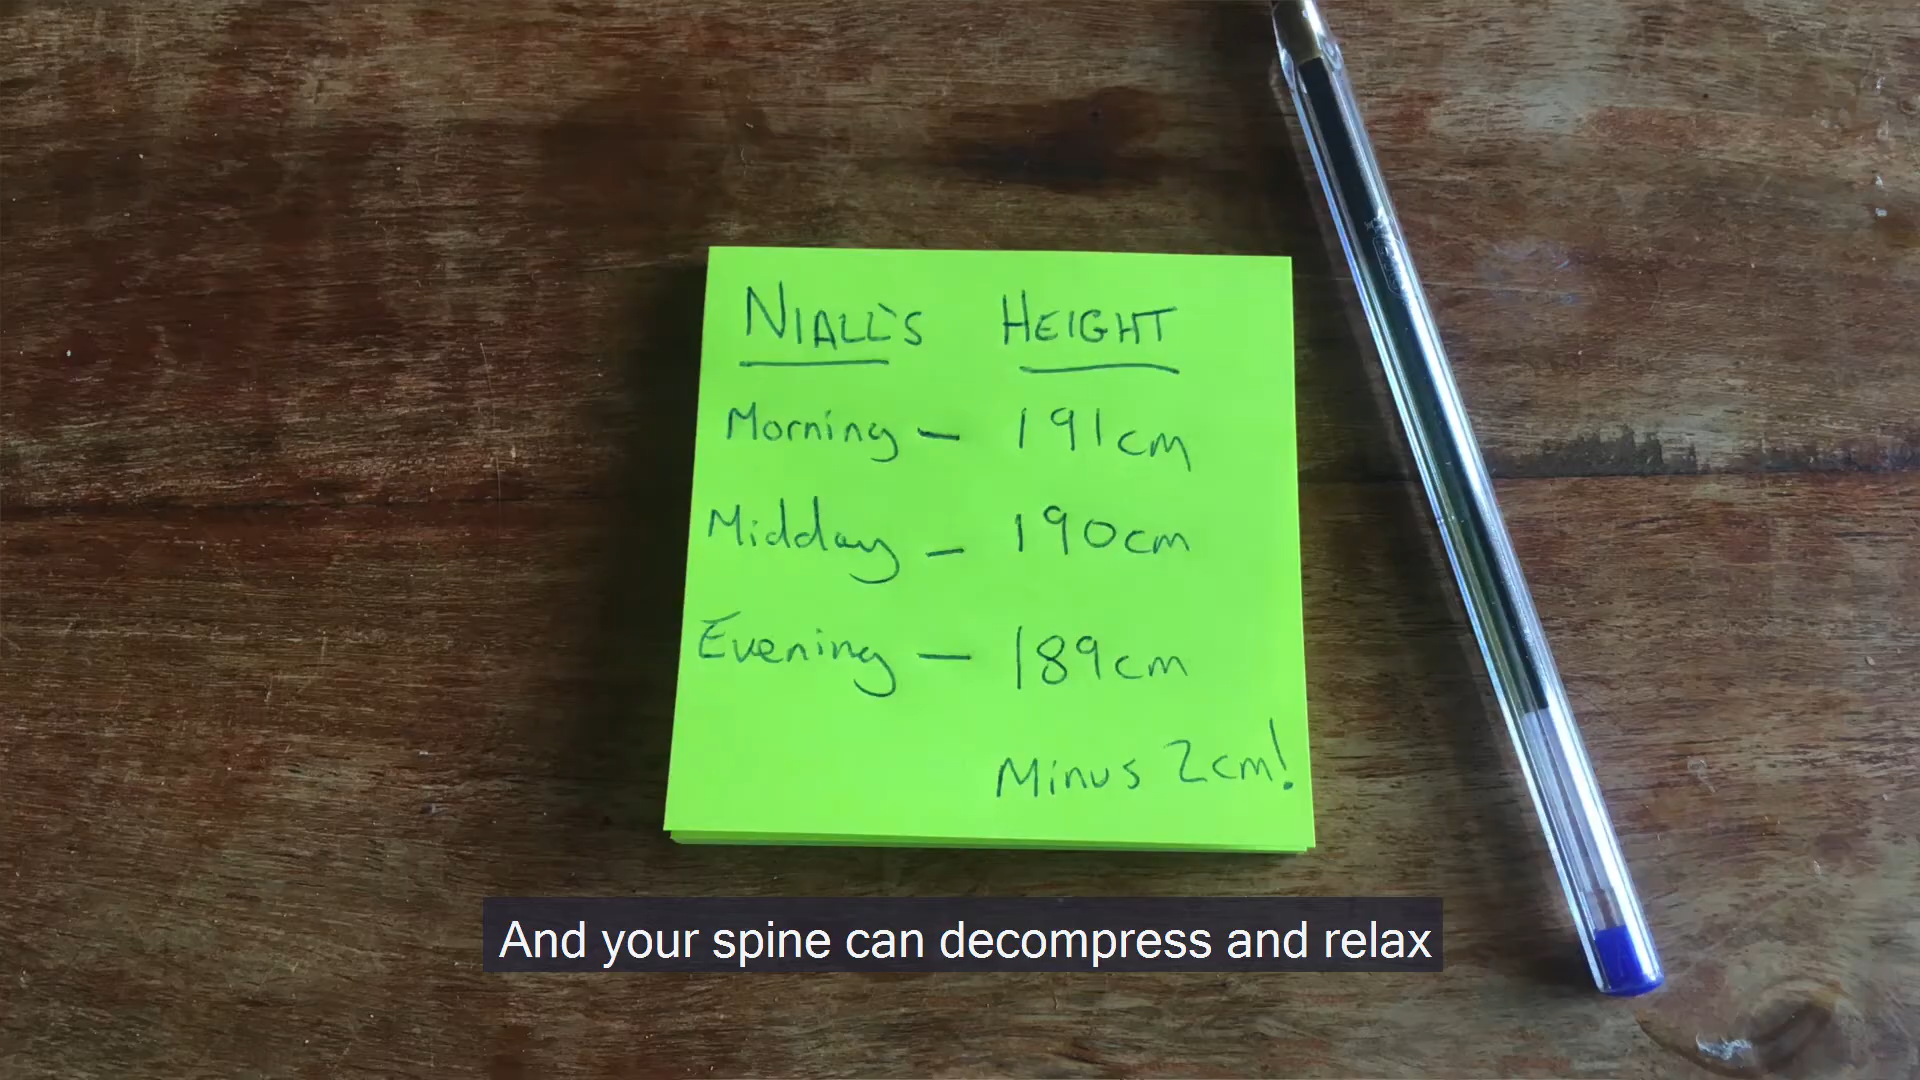 NIALL'S HEIGHT
Morning — 191cm
Midday — 190cm
Evening — 189cm
Minus 2cm!
And your spine can decompress and relax